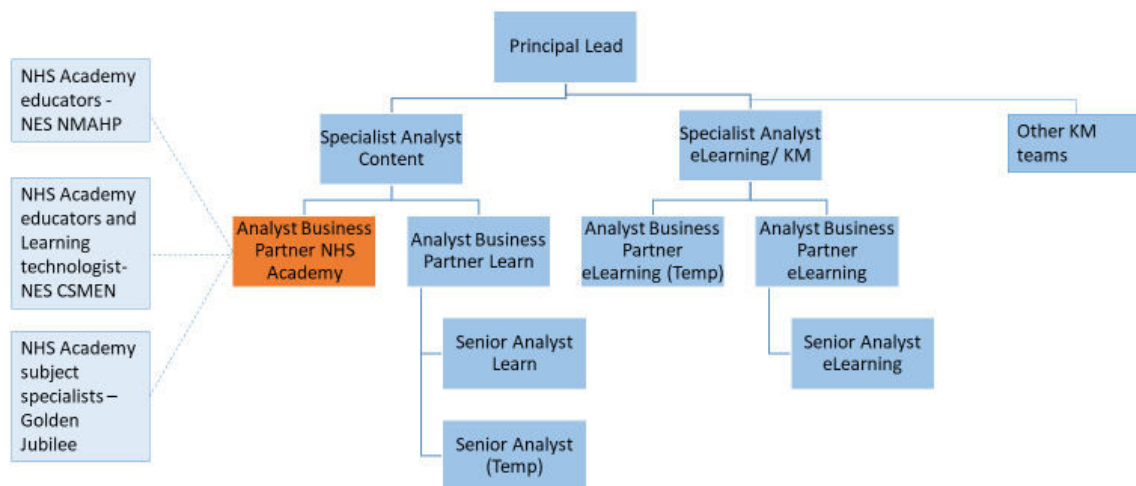 Principal Lead
NHS Academy
educators -
NES NMAHP
Specialist Analyst
Content
Specialist Analyst
eLearning/ KM
Other KM
teams
NHS Academy
educators and
Learning
technologist-
NES CSMEN
Analyst Business
Partner NHS
Academy
Analyst Business
Partner Learn
Analyst Business
Partner
eLearning (Temp)
Analyst Business
Partner
eLearning
NHS Academy
subject
specialists –
Golden
Jubilee
Senior Analyst
Learn
Senior Analyst
eLearning
Senior Analyst
(Temp)